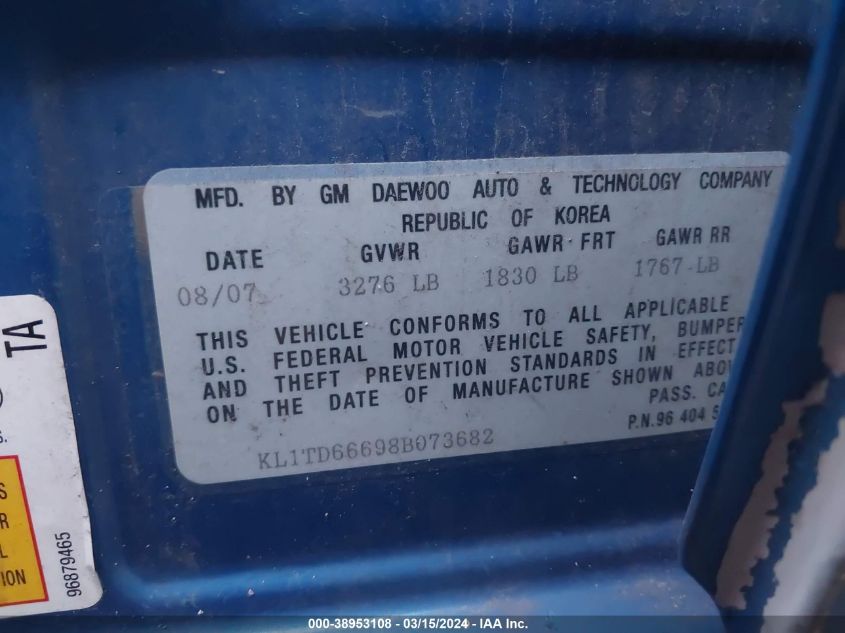 MFD. BY GM DAEWOO AUTO & TECHNOLOGY COMPANY
REPUBLIC OF KOREA
DATE GVWR GAWR FRT GAWR RR
08/07 3276 LB 1830 LB 1767 LB
THIS VEHICLE CONFORMS TO ALL APPLICABLE
U.S. FEDERAL MOTOR VEHICLE SAFETY, BUMPER
AND THEFT PREVENTION STANDARDS IN EFFECT
ON THE DATE OF MANUFACTURE SHOWN ABOV
PASS. CA
P.N.96 404 5
KL1TD66698B073682
TA
S.
S
R
L
ION
96879465
000-38953108 - 03/15/2024 - IAA Inc.